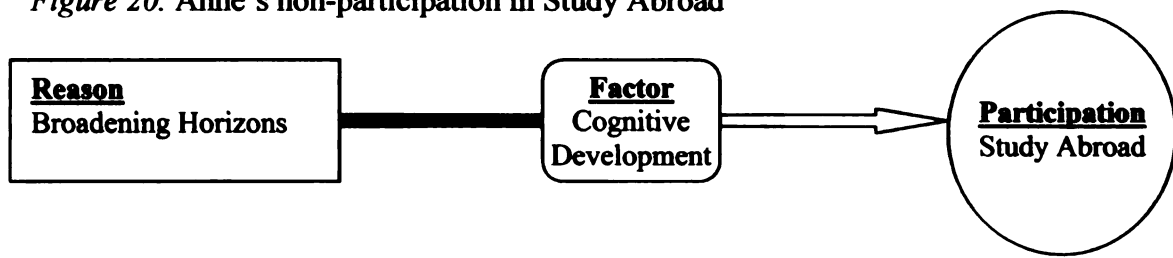 Figure 20. Anne's non-participation in Study Abroad
Reason
Broadening Horizons
Factor
Cognitive
Development
Participation
Study Abroad